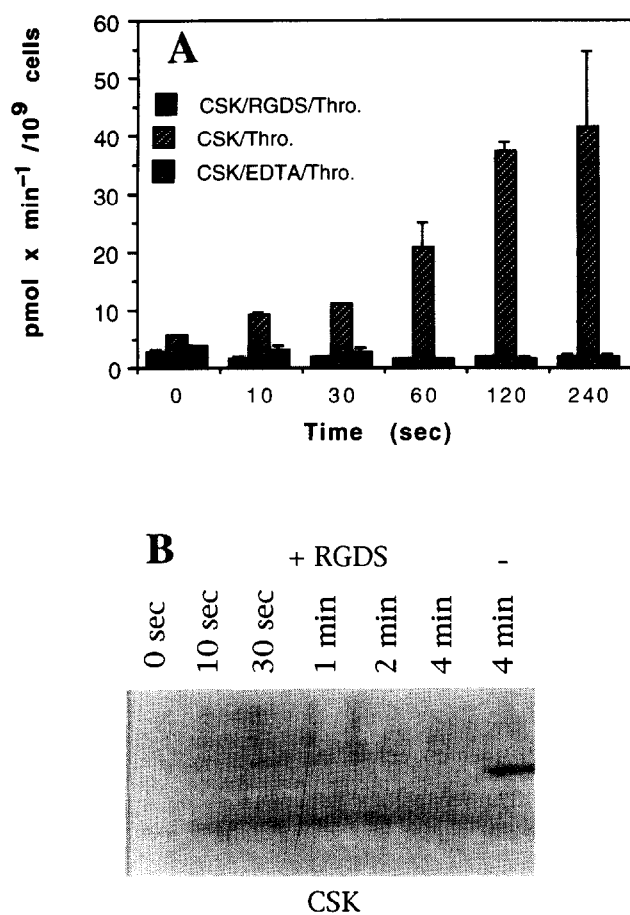 A
60
50
40
30
20
10
0
pmol x min⁻¹ /10⁹ cells
CSK/RGDS/Thro.
CSK/Thro.
CSK/EDTA/Thro.
0 10 30 60 120 240
Time (sec)
B
+ RGDS -
0 sec 10 sec 30 sec 1 min 2 min 4 min 4 min
CSK